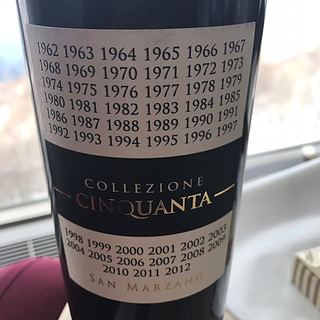 1962 1963 1964 1965 1966 1967
1968 1969 1970 1971 1972 1973
1974 1975 1976 1977 1978 1979
1980 1981 1982 1983 1984 1985
1986 1987 1988 1989 1990 1991
1992 1993 1994 1995 1996 1997
COLLEZIONE
CINQUANTA
1998 1999 2000 2001 2002 2003
2004 2005 2006 2007 2008 2009
2010 2011 2012
SAN MARZANO